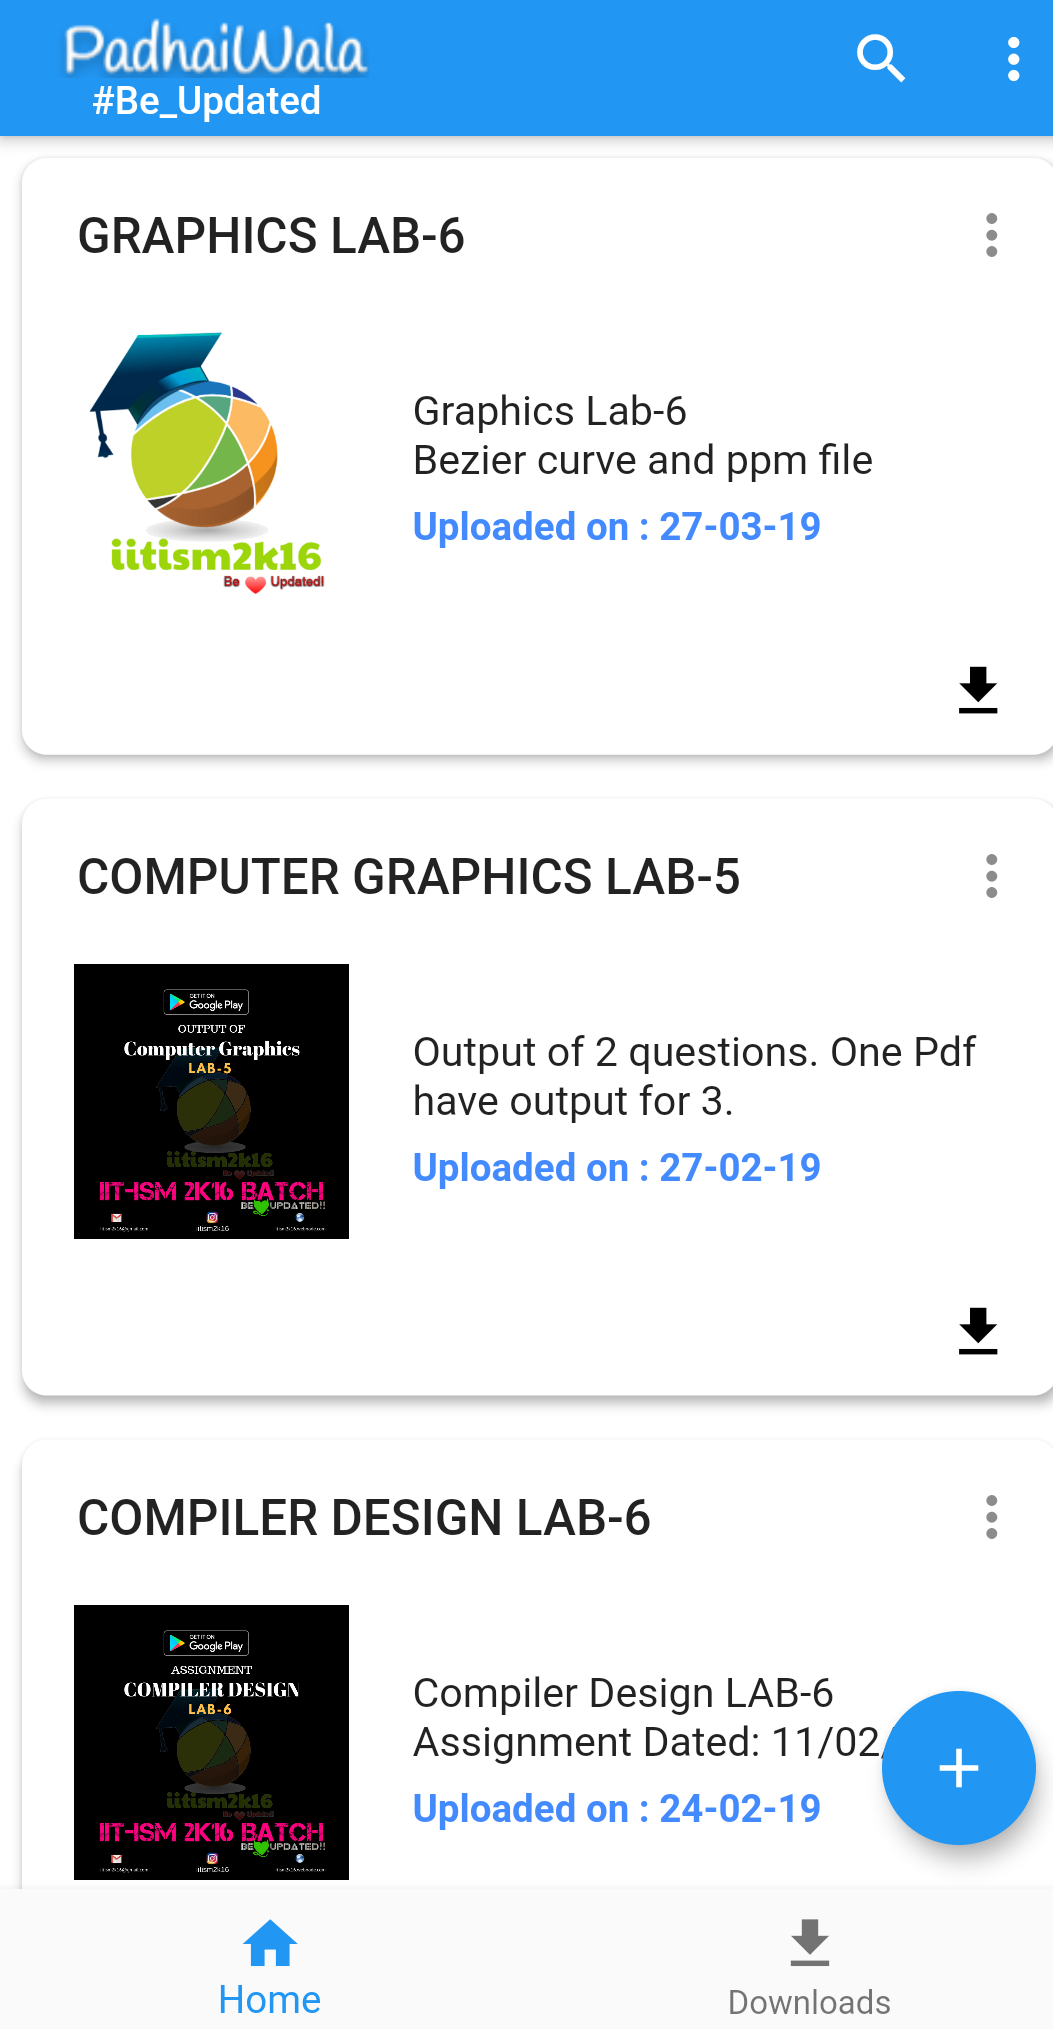 PadhaiWala
#Be_Updated
GRAPHICS LAB-6
iitism2k16
Be Updated!
Graphics Lab-6
Bezier curve and ppm file
Uploaded on : 27-03-19
COMPUTER GRAPHICS LAB-5
GET IT ON
Google Play
OUTPUT OF
Computer Graphics
LAB-5
iitism2k16
Be Updated!
IIT-ISM 2K16 BATCH
BE UPDATED!!
iitism2k16
Output of 2 questions. One Pdf
have output for 3.
Uploaded on : 27-02-19
COMPILER DESIGN LAB-6
GET IT ON
Google Play
ASSIGNMENT
COMPILER DESIGN
LAB-6
iitism2k16
Be Updated!
IIT-ISM 2K16 BATCH
BE UPDATED!!
iitism2k16
Compiler Design LAB-6
Assignment Dated: 11/02/
Uploaded on : 24-02-19
Home
Downloads